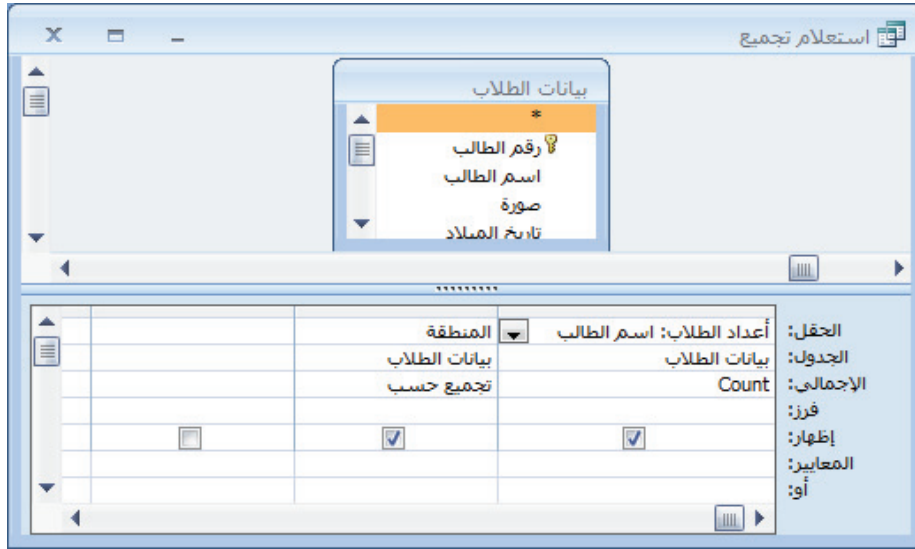 استعلام تجميع
بيانات الطلاب
*
رقم الطالب
اسم الطالب
صورة
تاريخ الميلاد
الحقل: أعداد الطلاب: اسم الطالب المنطقة
الجدول: بيانات الطلاب بيانات الطلاب
الإجمالي: Count تجميع حسب
فرز:
إظهار:
المعايير:
أو: